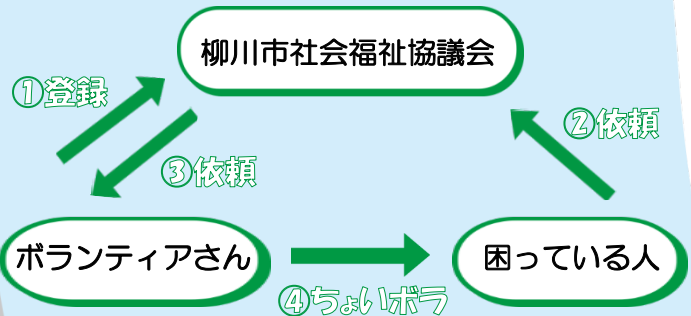 柳川市社会福祉協議会
①登録
②依頼
③依頼
ボランティアさん
困っている人
④ちょいボラ